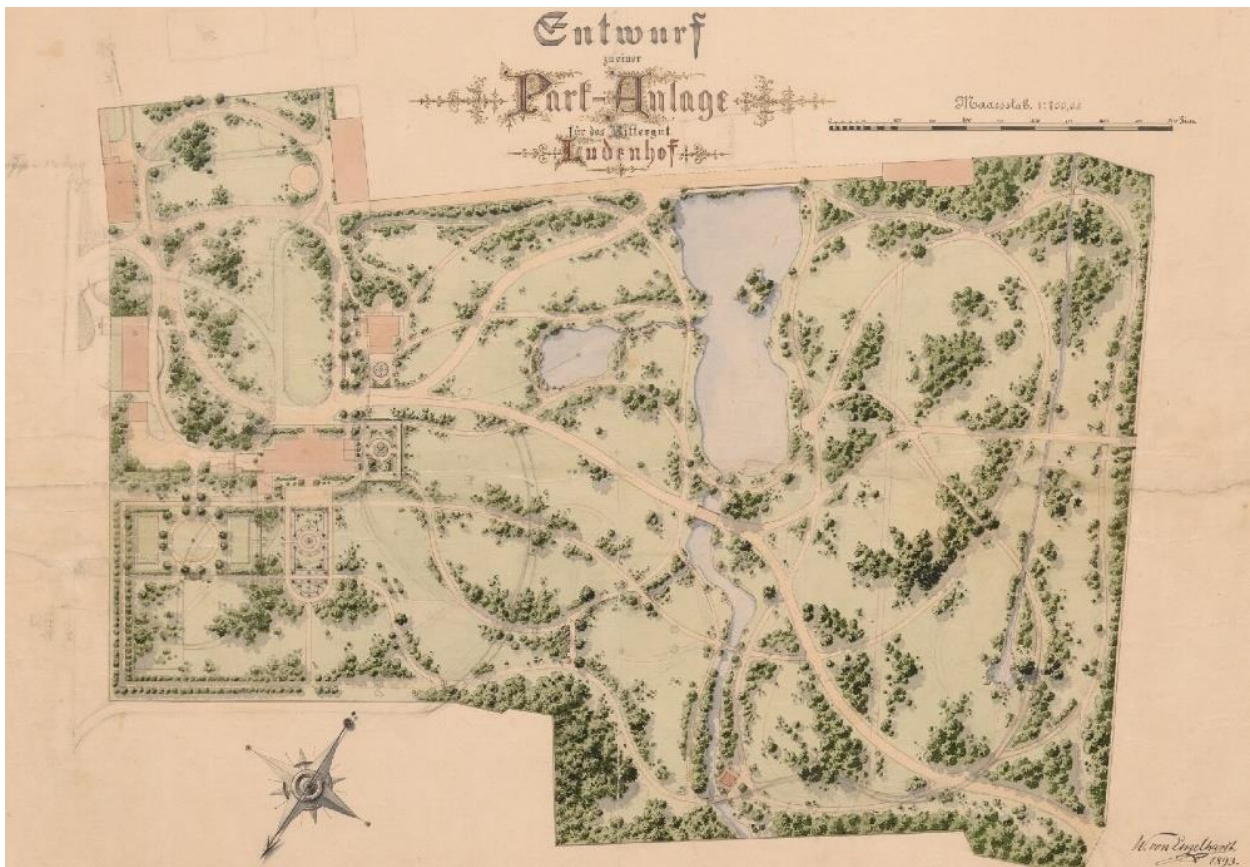 Entwurf
zu einer
Park-Anlage
für das Rittergut
Ludenhof
Maassstab. 1:
W. von Engelhardt
1893.